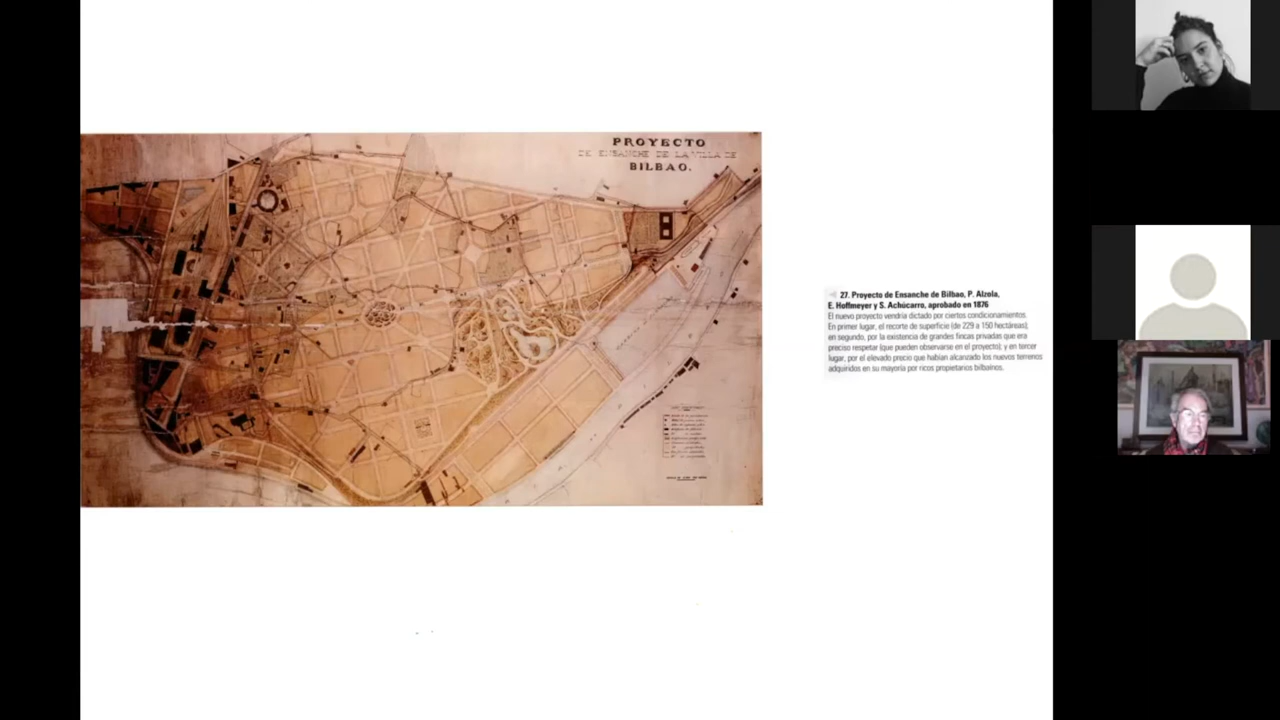 PROYECTO
DE ENSANCHE DE LA VILLA DE
BILBAO.
27. Proyecto de Ensanche de Bilbao, P. Alzola,
E. Hoffmeyer y S. Achúcarro, aprobado en 1876
El nuevo proyecto vendría dictado por ciertos condicionamientos.
En primer lugar, el recorte de superficie (de 229 a 150 hectáreas);
en segundo, por la existencia de grandes fincas privadas que era
preciso respetar (que pueden observarse en el proyecto); y en tercer
lugar, por el elevado precio que habían alcanzado los nuevos terrenos
adquiridos en su mayoría por ricos propietarios bilbaínos.